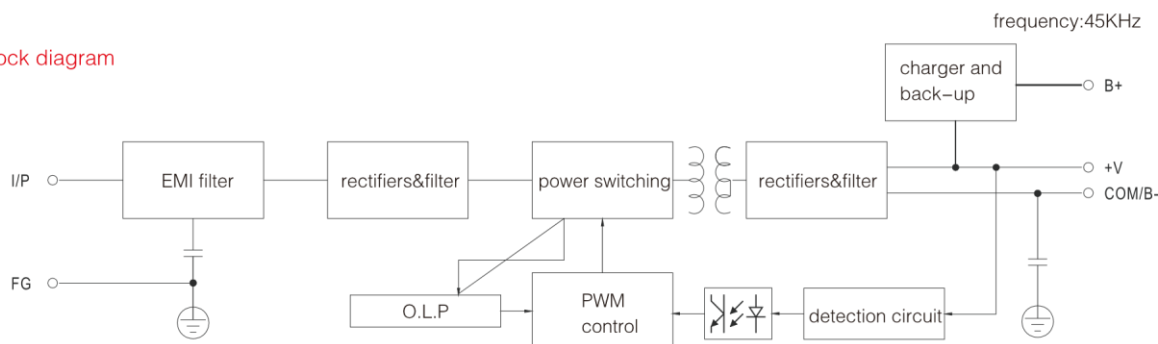 frequency:45KHz
ock diagram
charger and
back-up
B+
I/P
EMI filter
rectifiers&filter
power switching
rectifiers&filter
+V
COM/B-
FG
O.L.P
PWM
control
detection circuit